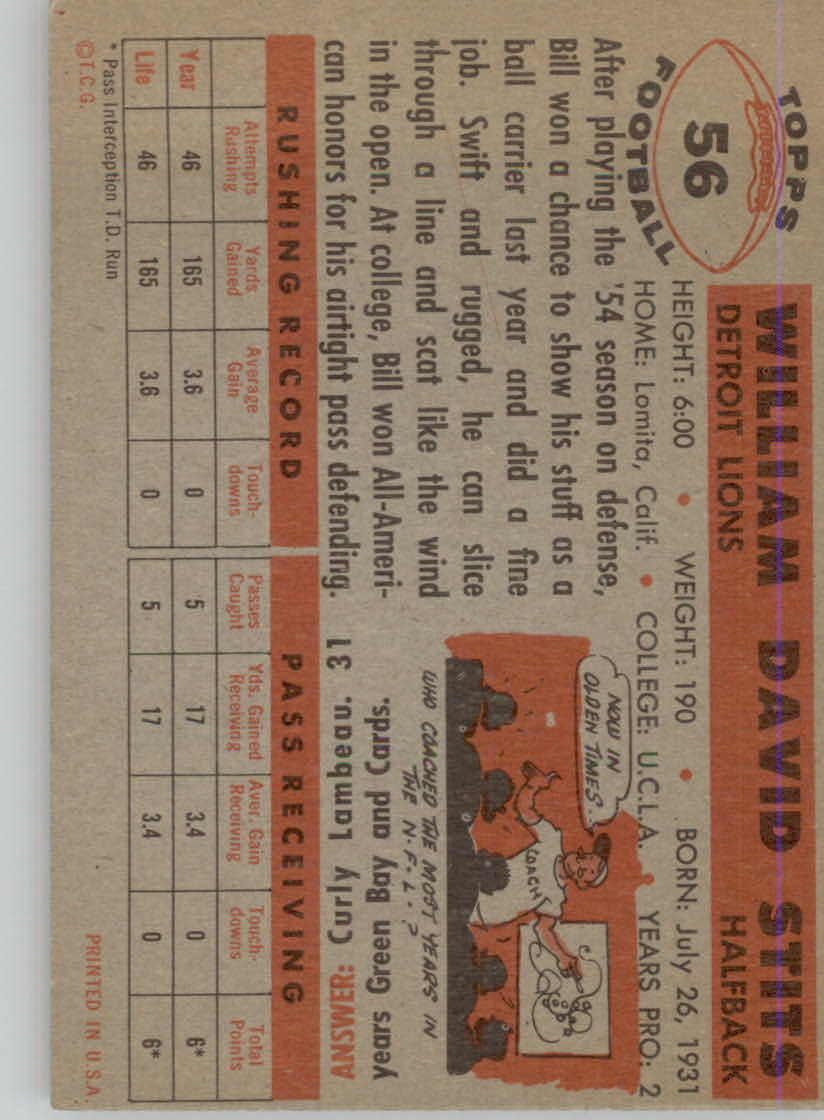 TOPPS
56
FOOTBALL
WILLIAM DAVID STITS
DETROIT LIONS HALFBACK
HEIGHT: 6:00 • WEIGHT: 190 • BORN: July 26, 1931
HOME: Lomita, Calif. • COLLEGE: U.C.L.A. • YEARS PRO: 2
After playing the '54 season on defense,
Bill won a chance to show his stuff as a
ball carrier last year and did a fine
job. Swift and rugged, he can slice
through a line and scat like the wind
in the open. At college, Bill won All-Ameri-
can honors for his airtight pass defending.
NOW IN
OLDEN TIMES...
COACH
WHO COACHED THE MOST YEARS IN
THE N.F.L.?
ANSWER: Curly Lambeau. 31
years Green Bay and Cards.
RUSHING RECORD PASS RECEIVING
Attempts Rushing Yards Gained Average Gain Touch-downs Passes Caught Yds. Gained Receiving Aver. Gain Receiving Touch-downs Total Points
Year 46 165 3.6 0 5 17 3.4 0 6*
Life 46 165 3.6 0 5 17 3.4 0 6*
* Pass Interception T.D. Run
©T.C.G. PRINTED IN U.S.A.